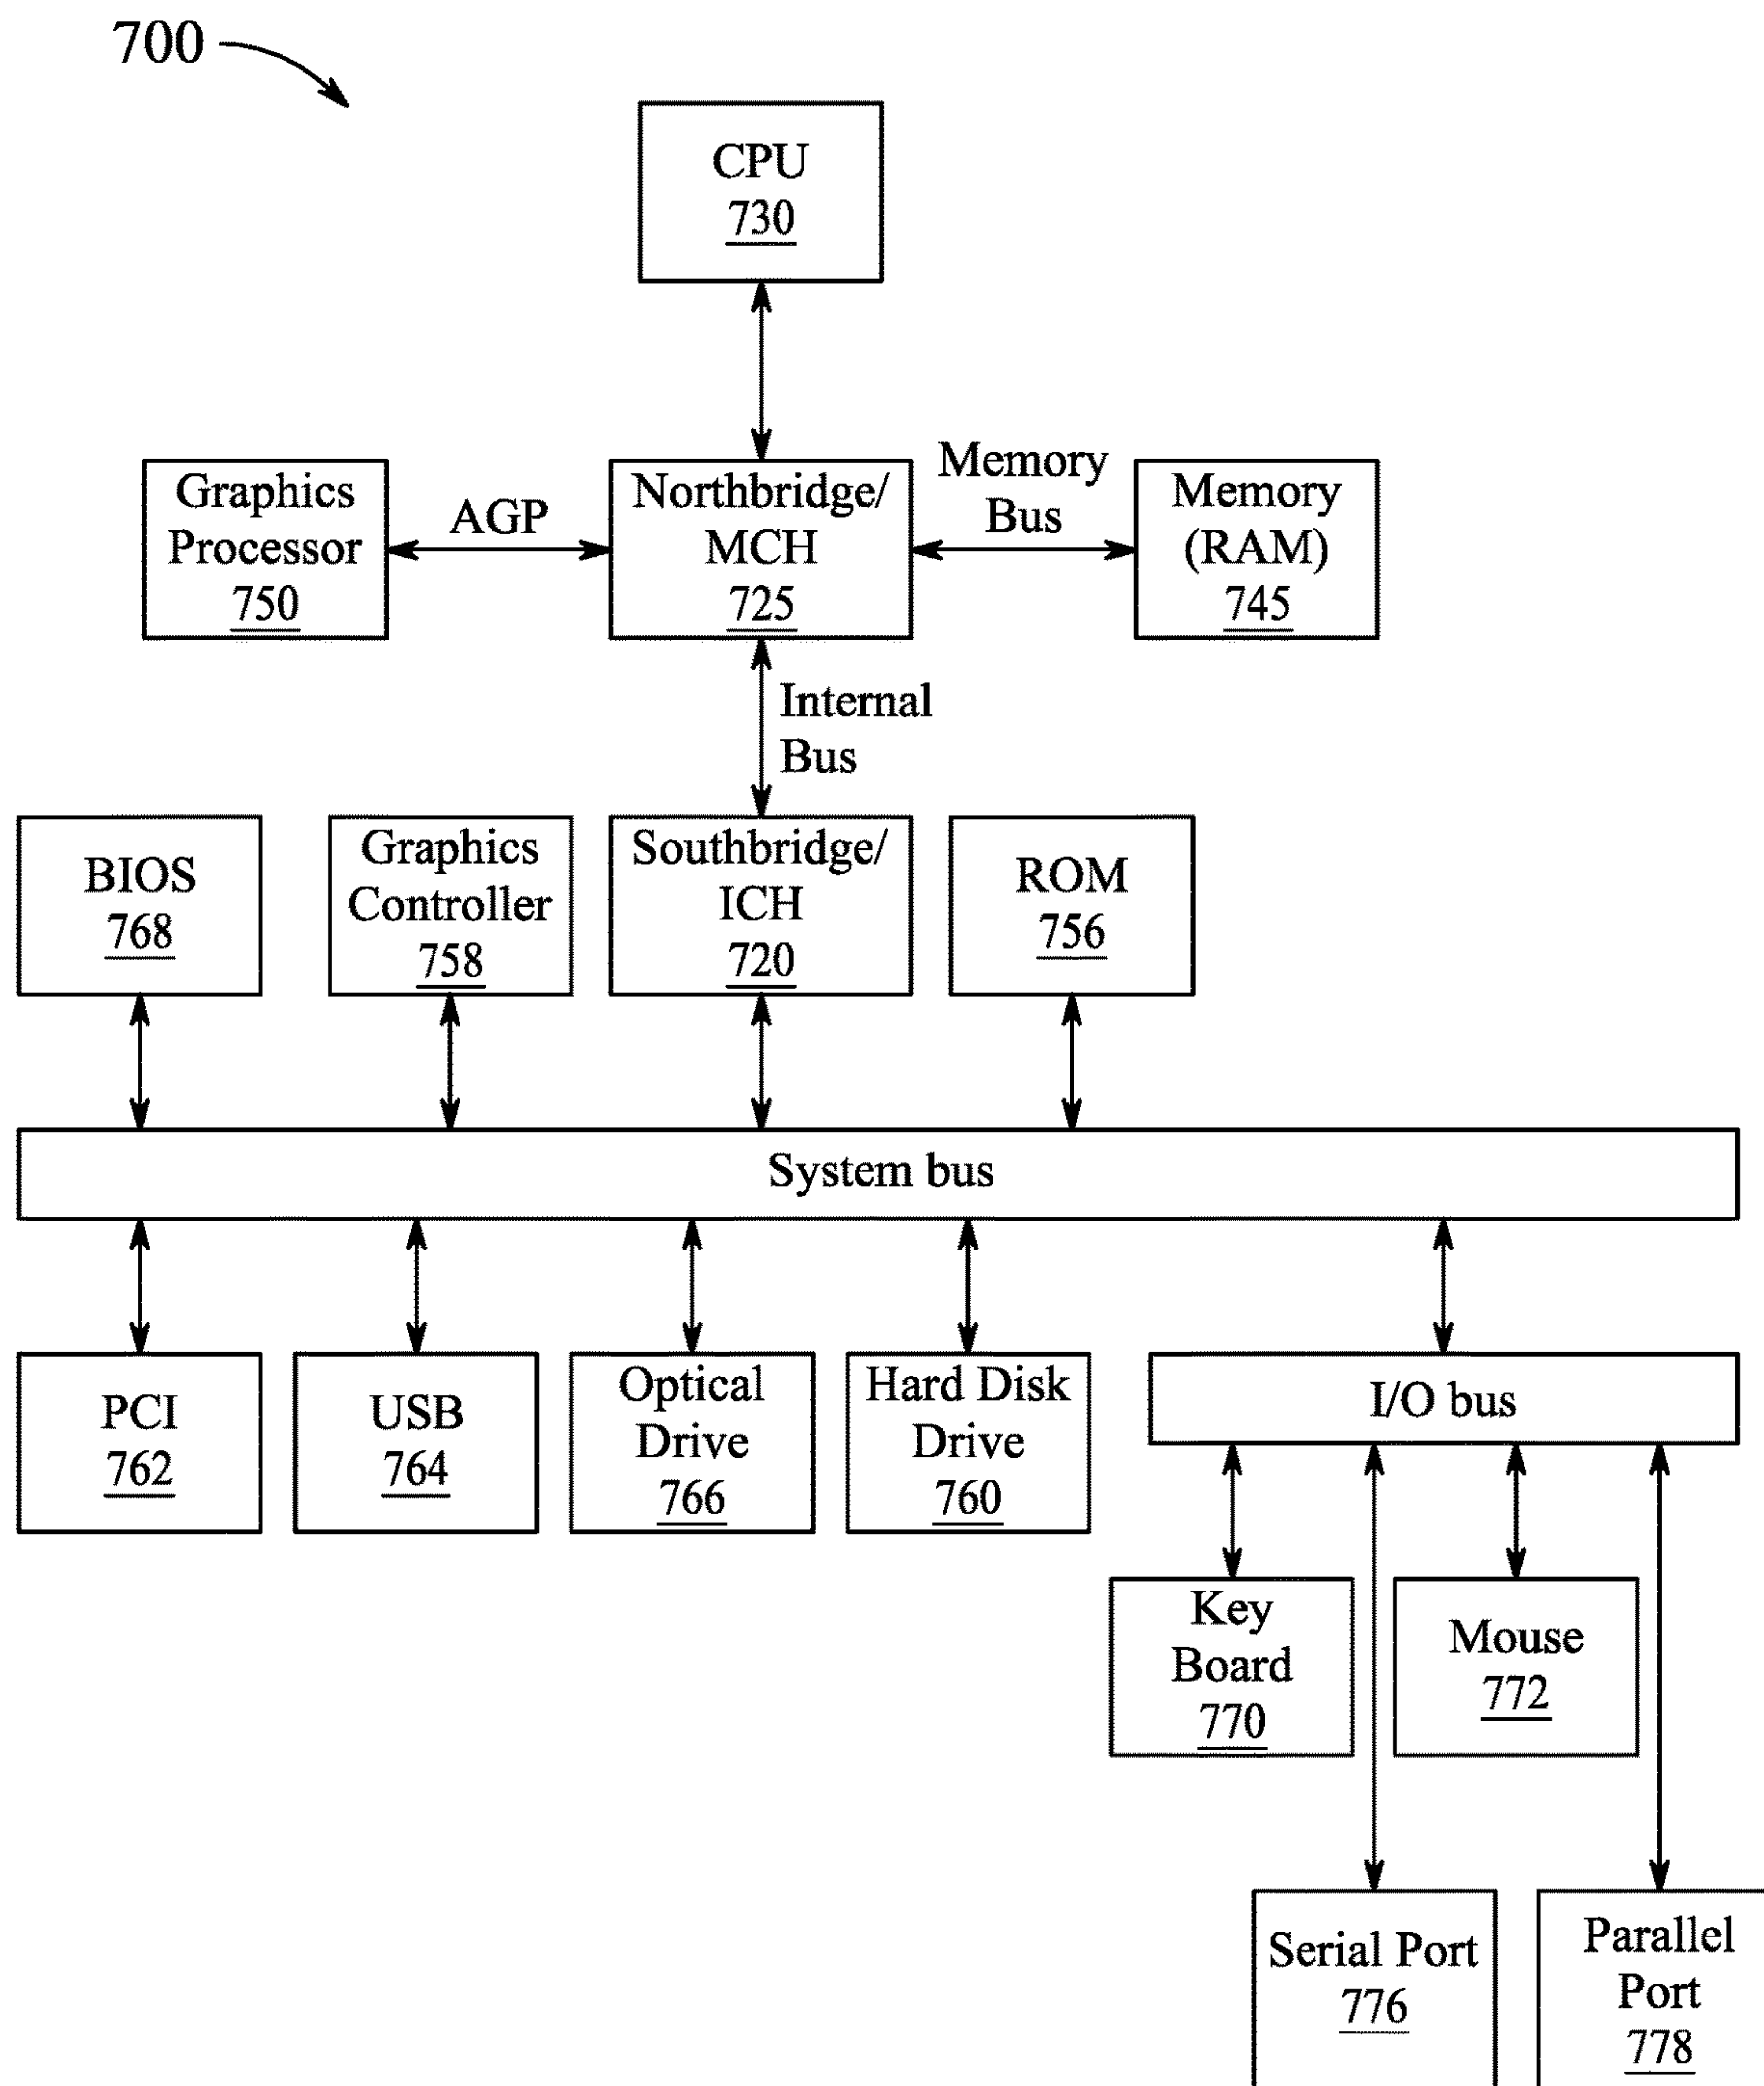 700
CPU
730
Graphics
Processor
750
AGP
Northbridge/
MCH
725
Memory
Bus
Memory
(RAM)
745
Internal
Bus
BIOS
768
Graphics
Controller
758
Southbridge/
ICH
720
ROM
756
System bus
PCI
762
USB
764
Optical
Drive
766
Hard Disk
Drive
760
I/O bus
Key
Board
770
Mouse
772
Serial Port
776
Parallel
Port
778